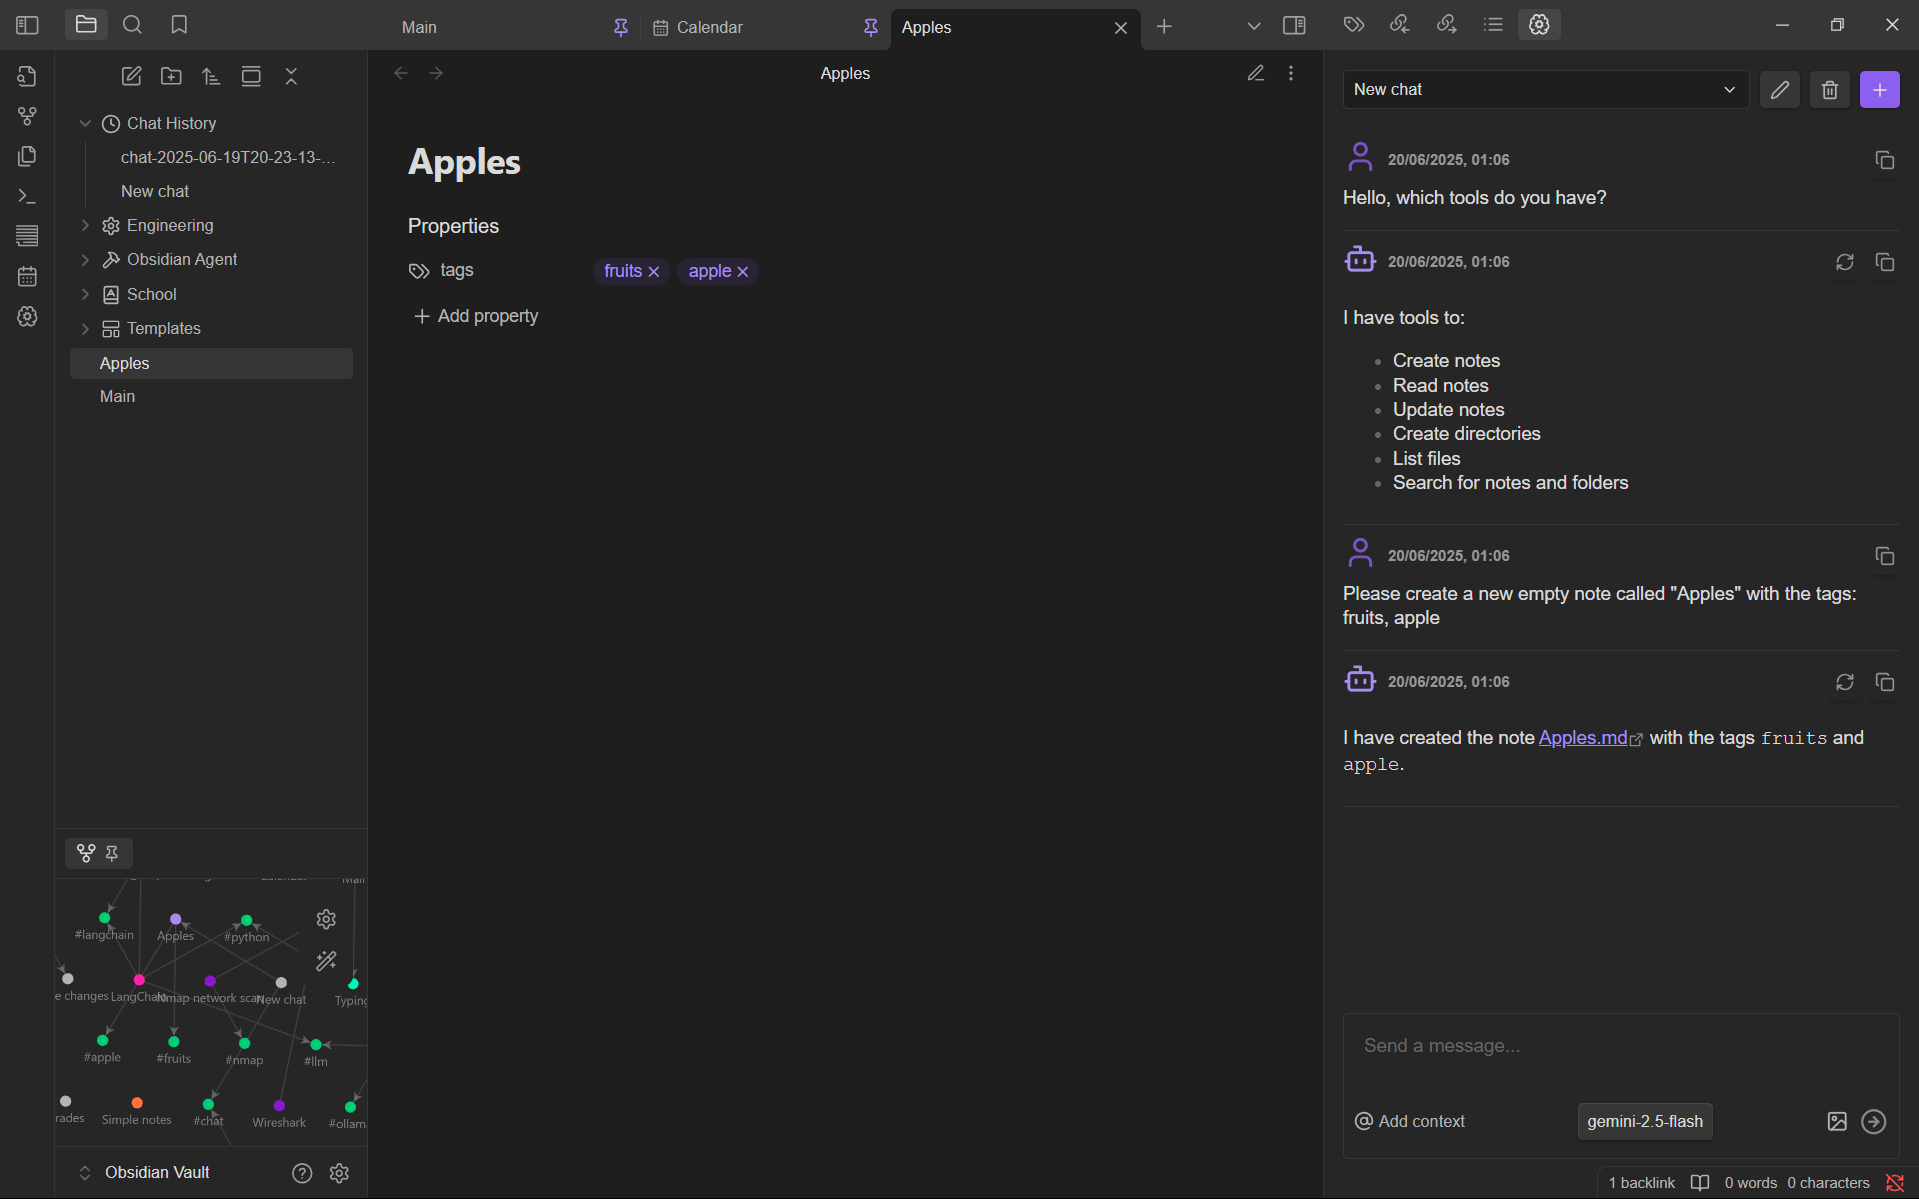 Main
Calendar
Apples
Chat History
chat-2025-06-19T20-23-13-...
New chat
Engineering
Obsidian Agent
School
Templates
Apples
Main
#langchain
Apples
#python
e changes
LangChain
Nmap network scan
New chat
Typing
#apple
#fruits
#nmap
#llm
rades
Simple notes
#chat
Wireshark
#ollam
Obsidian Vault
Apples
Apples
Properties
tags
fruits
apple
Add property
New chat
20/06/2025, 01:06
Hello, which tools do you have?
20/06/2025, 01:06
I have tools to:
Create notes
Read notes
Update notes
Create directories
List files
Search for notes and folders
20/06/2025, 01:06
Please create a new empty note called "Apples" with the tags:
fruits, apple
20/06/2025, 01:06
I have created the note Apples.md with the tags fruits and
apple.
Send a message...
@ Add context
gemini-2.5-flash
1 backlink
0 words
0 characters